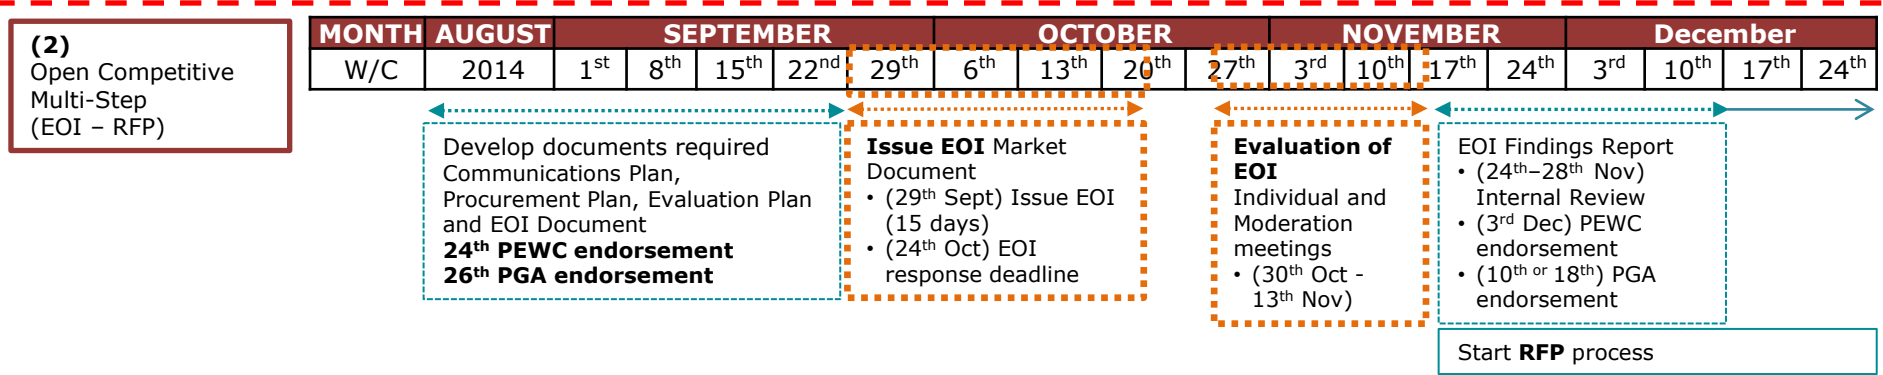 (2)
Open Competitive
Multi-Step
(EOI – RFP)
MONTH AUGUST SEPTEMBER OCTOBER NOVEMBER December
W/C 2014 1st 8th 15th 22nd 29th 6th 13th 20th 27th 3rd 10th 17th 24th 3rd 10th 17th 24th
Develop documents required
Communications Plan,
Procurement Plan, Evaluation Plan
and EOI Document
24th PEWC endorsement
26th PGA endorsement
Issue EOI Market
Document
• (29th Sept) Issue EOI
(15 days)
• (24th Oct) EOI
response deadline
Evaluation of
EOI
Individual and
Moderation
meetings
• (30th Oct -
13th Nov)
EOI Findings Report
• (24th–28th Nov)
Internal Review
• (3rd Dec) PEWC
endorsement
• (10th or 18th) PGA
endorsement
Start RFP process